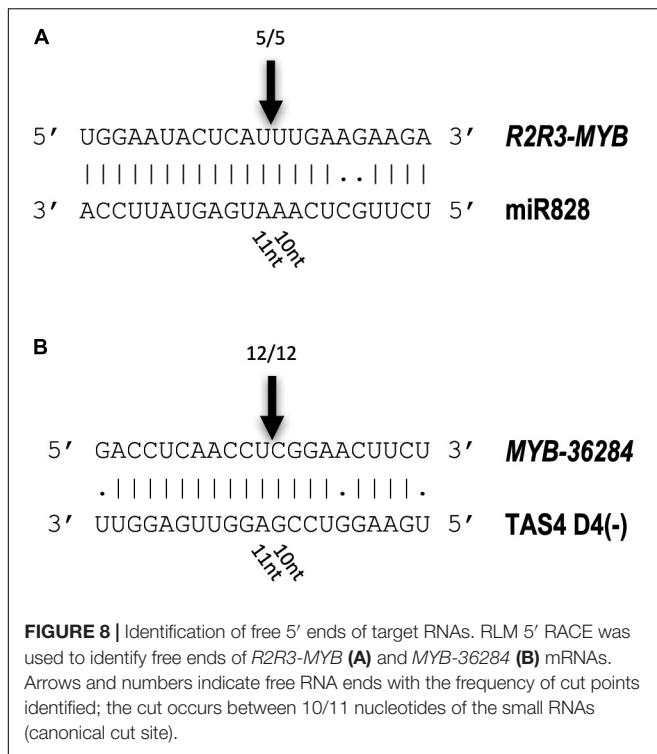 A
5/5
5′ UGGAAUACUCAUUUGAAGAAGA 3′ R2R3-MYB
||||||||||||||||..||||
3′ ACCUUAUGAGUAAACUCGUUCU 5′ miR828
11nt 10nt
B
12/12
5′ GACCUCAACCUCGGAACUUCU 3′ MYB-36284
.||||||||||||||.||||.
3′ UUGGAGUUGGAGCCUGGAAGU 5′ TAS4 D4(-)
11nt 10nt
FIGURE 8 | Identification of free 5′ ends of target RNAs. RLM 5′ RACE was
used to identify free ends of R2R3-MYB (A) and MYB-36284 (B) mRNAs.
Arrows and numbers indicate free RNA ends with the frequency of cut points
identified; the cut occurs between 10/11 nucleotides of the small RNAs
(canonical cut site).